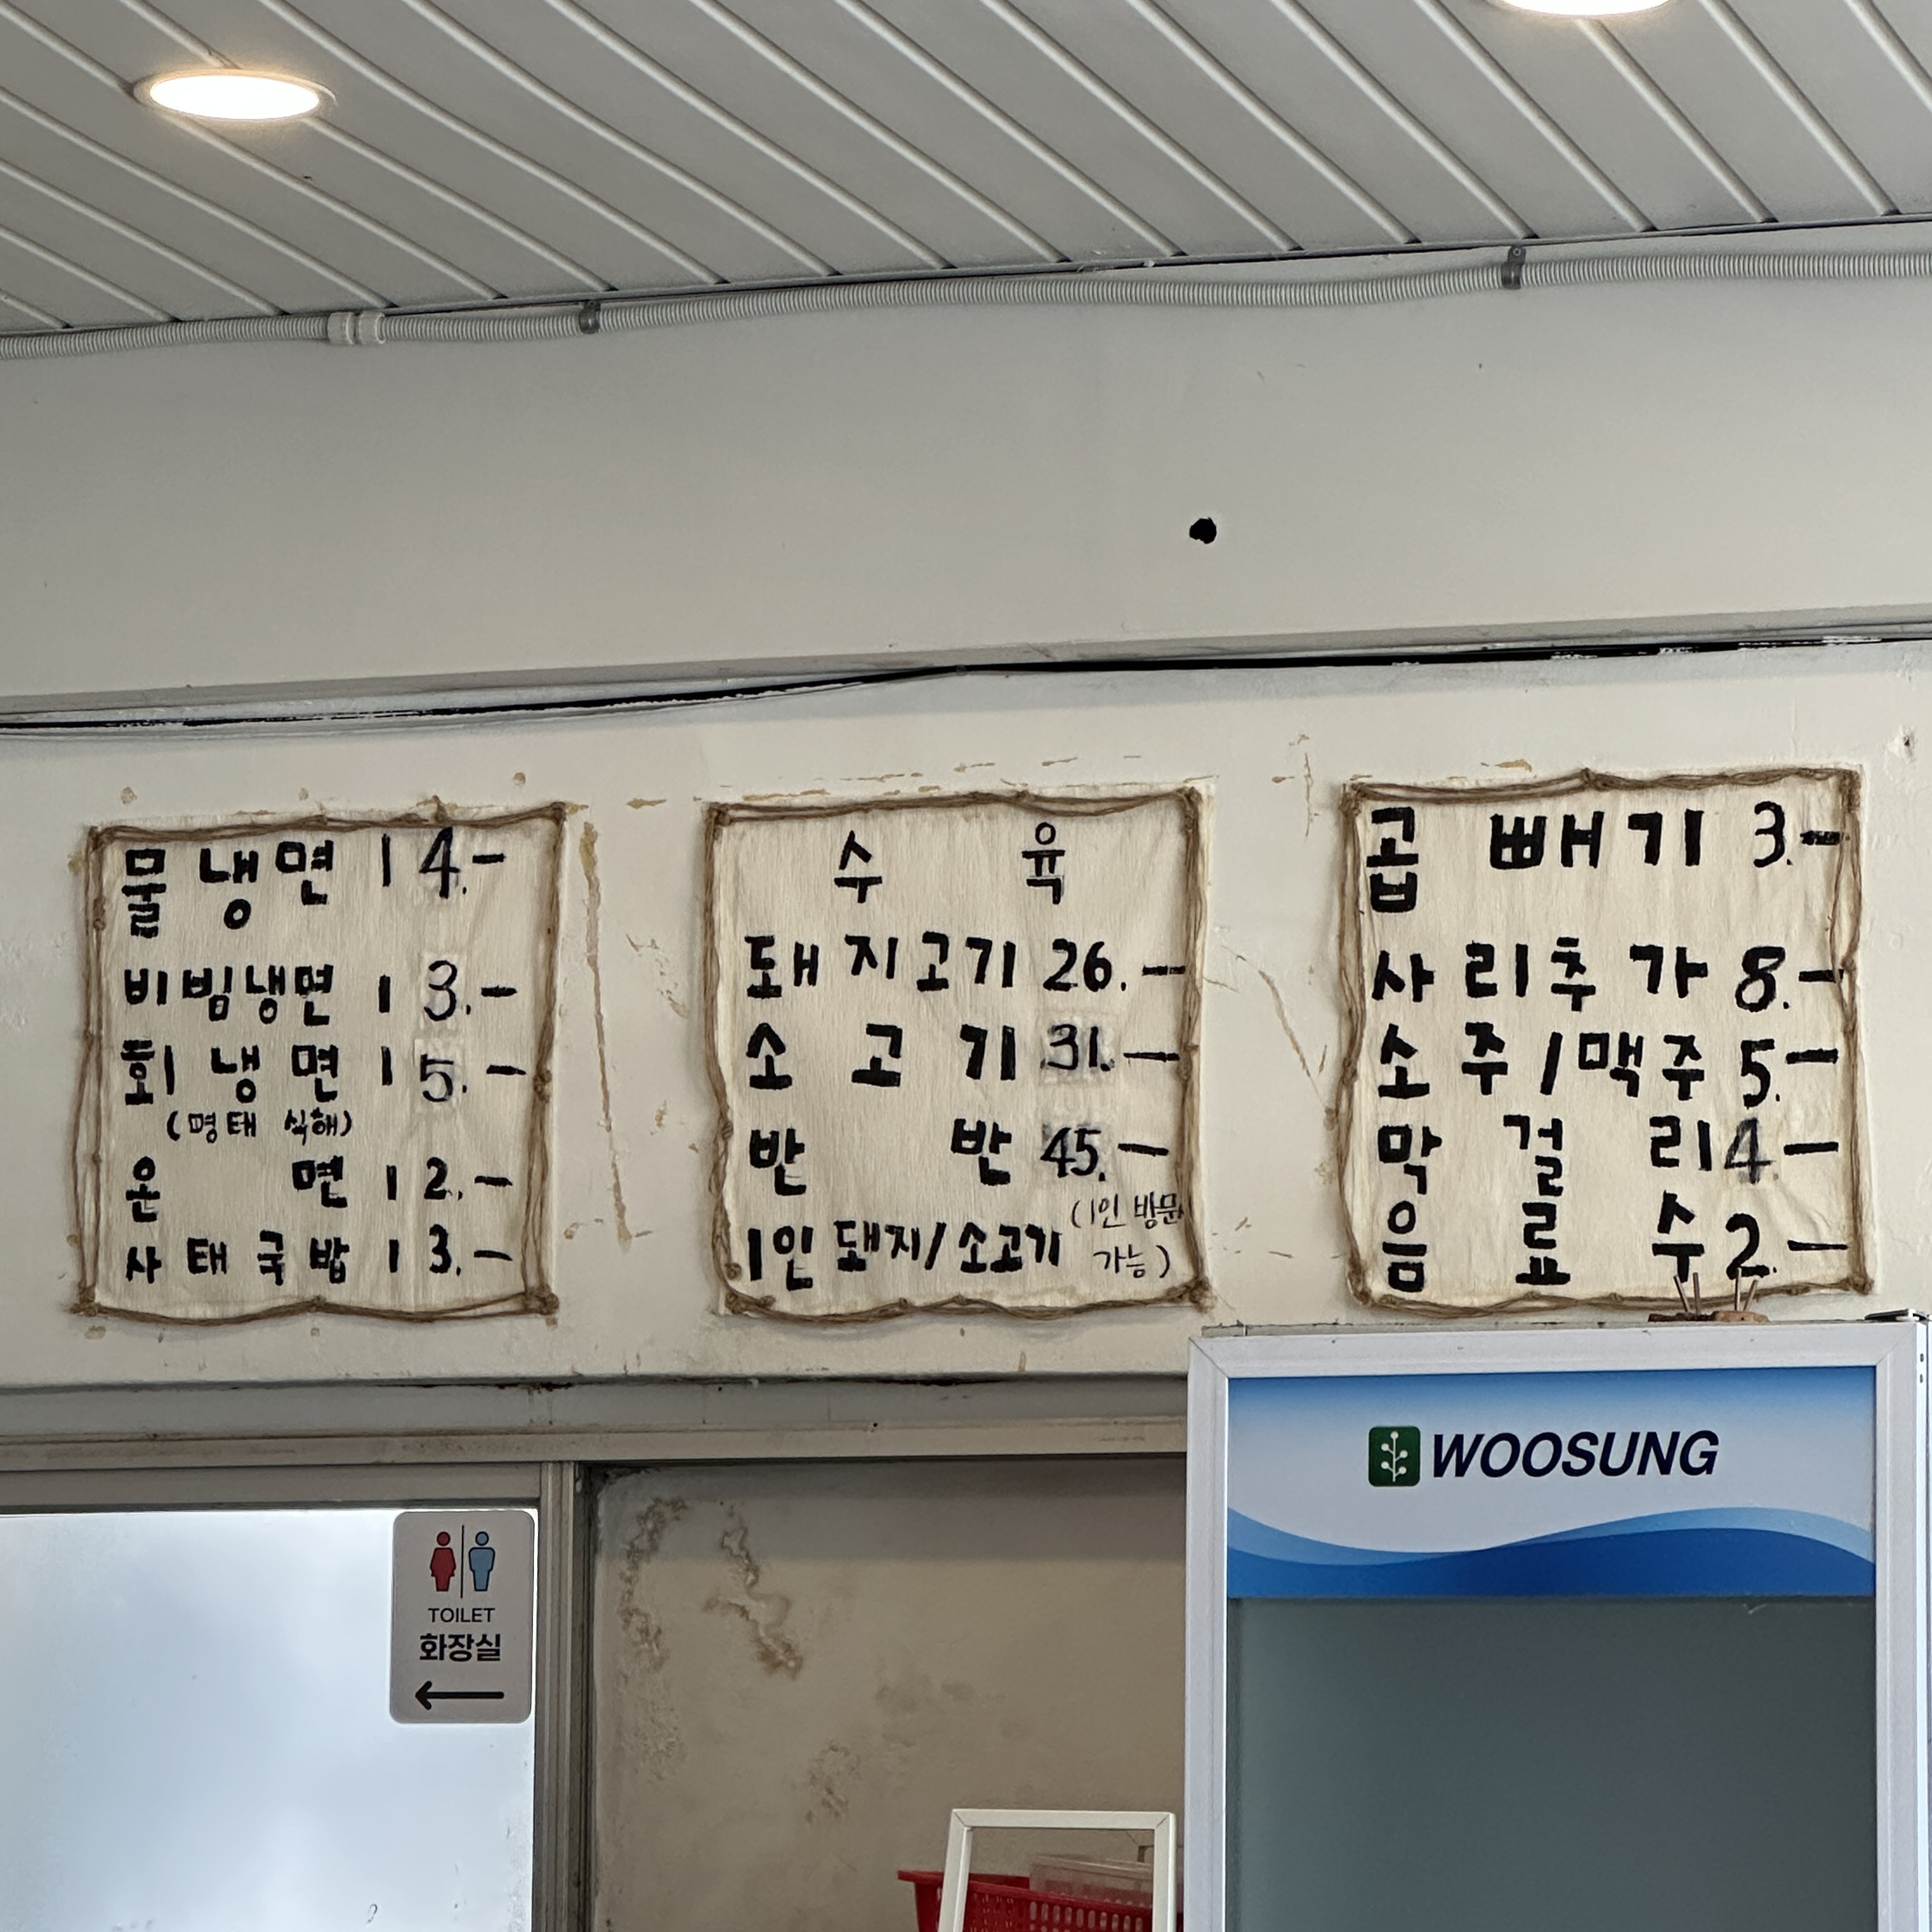 물냉면 14.-
비빔냉면 13.-
회냉면 15.-
(명태 식해)
온면 12.-
사태국밥 13.-
수육
돼지고기 26.-
소고기 31.-
반반 45.-
1인 돼지/소고기 (1인 방문
가능)
곱빼기 3.-
사리추가 8.-
소주/맥주 5.-
막걸리 4.-
음료수 2.-
WOOSUNG
TOILET
화장실